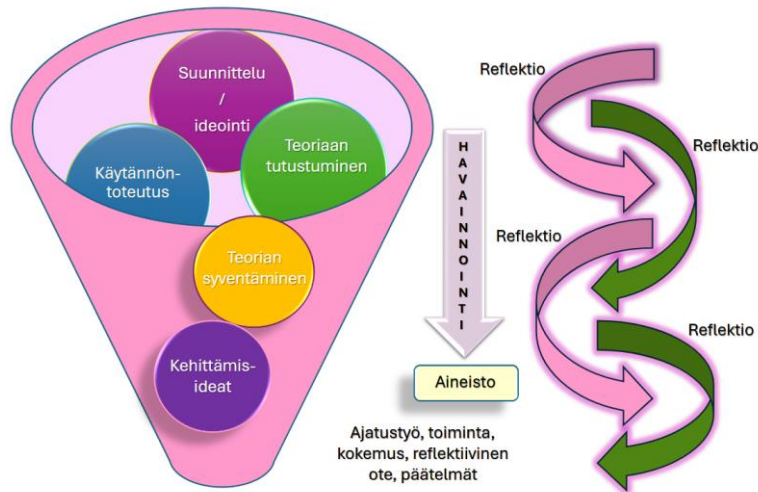 Suunnittelu
/
ideointi
Käytännön-
toteutus
Teoriaan
tutustuminen
Teorian
syventäminen
Kehittämis-
ideat
HAVAINNOINTI
Aineisto
Ajatustyö, toiminta,
kokemus, reflektiivinen
ote, päätelmät
Reflektio
Reflektio
Reflektio
Reflektio